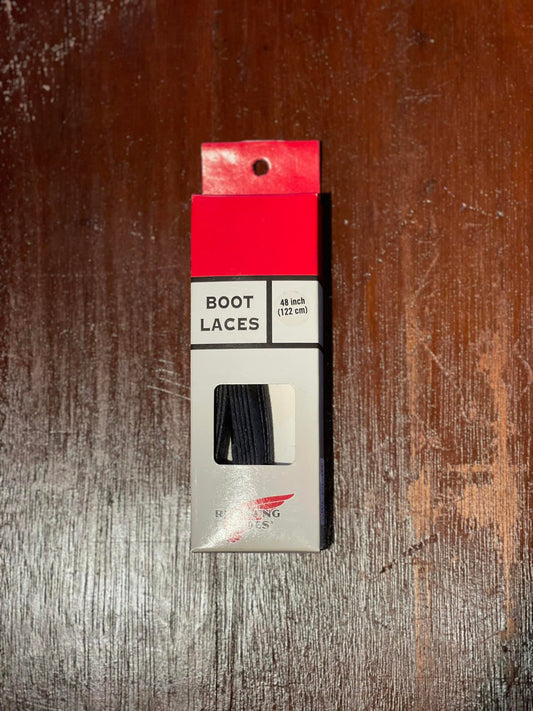 BOOT
LACES
48 inch
(122 cm)